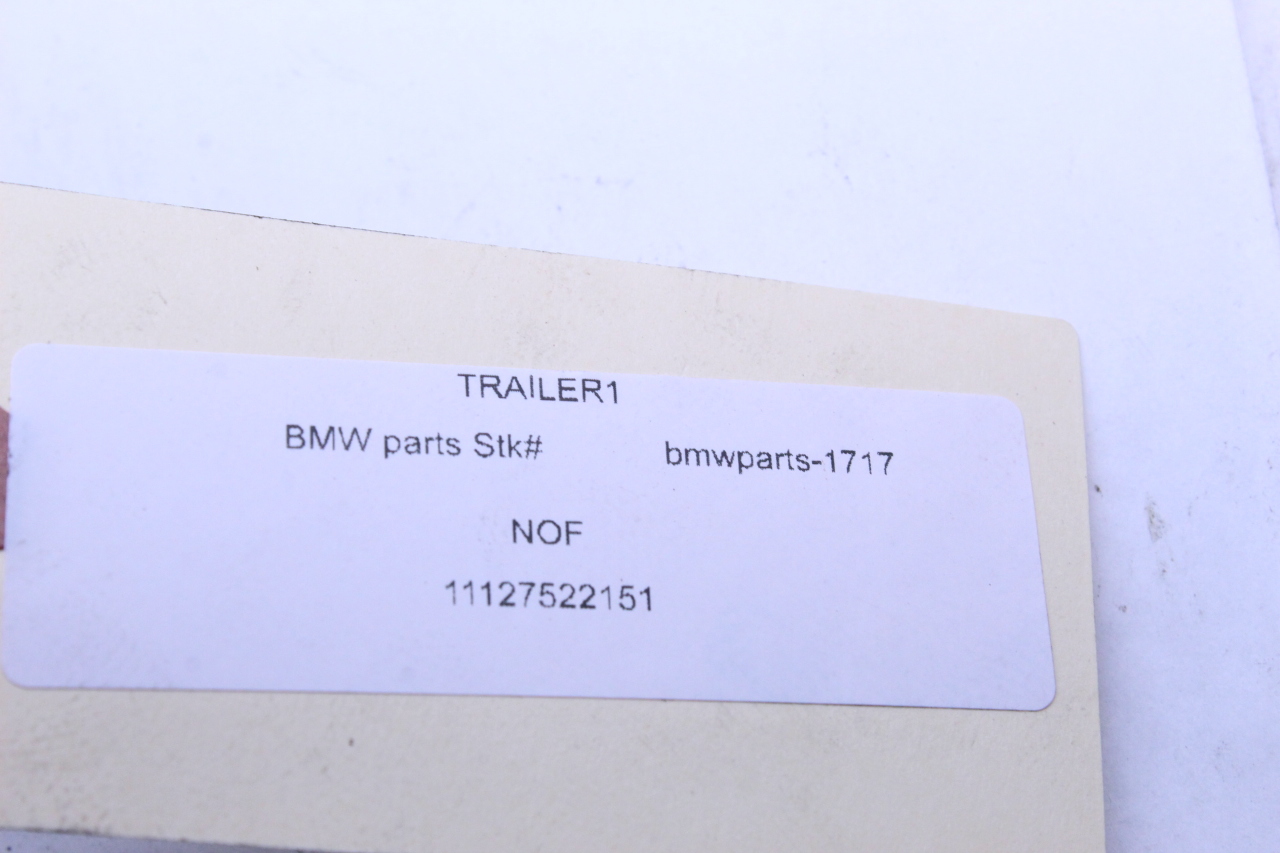 TRAILER1
BMW parts Stk# bmwparts-1717
NOF
11127522151